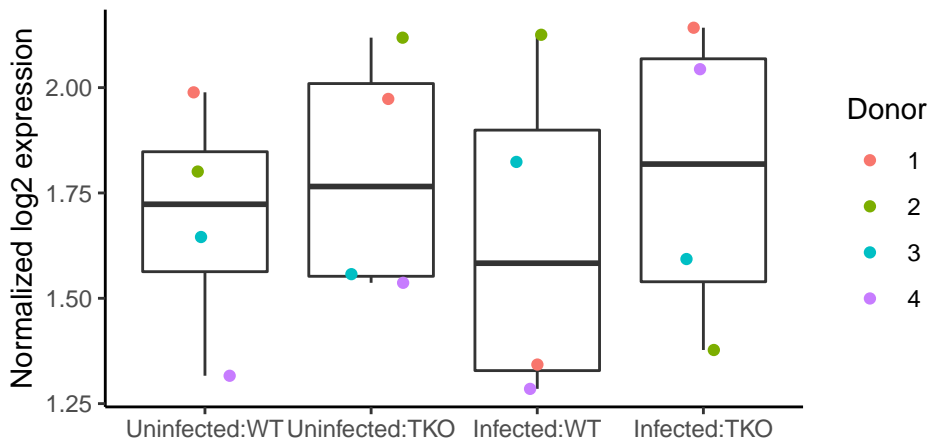 Normalized log2 expression
2.00
1.75
1.50
1.25
Uninfected:WT Uninfected:TKO Infected:WT Infected:TKO
Donor
1
2
3
4